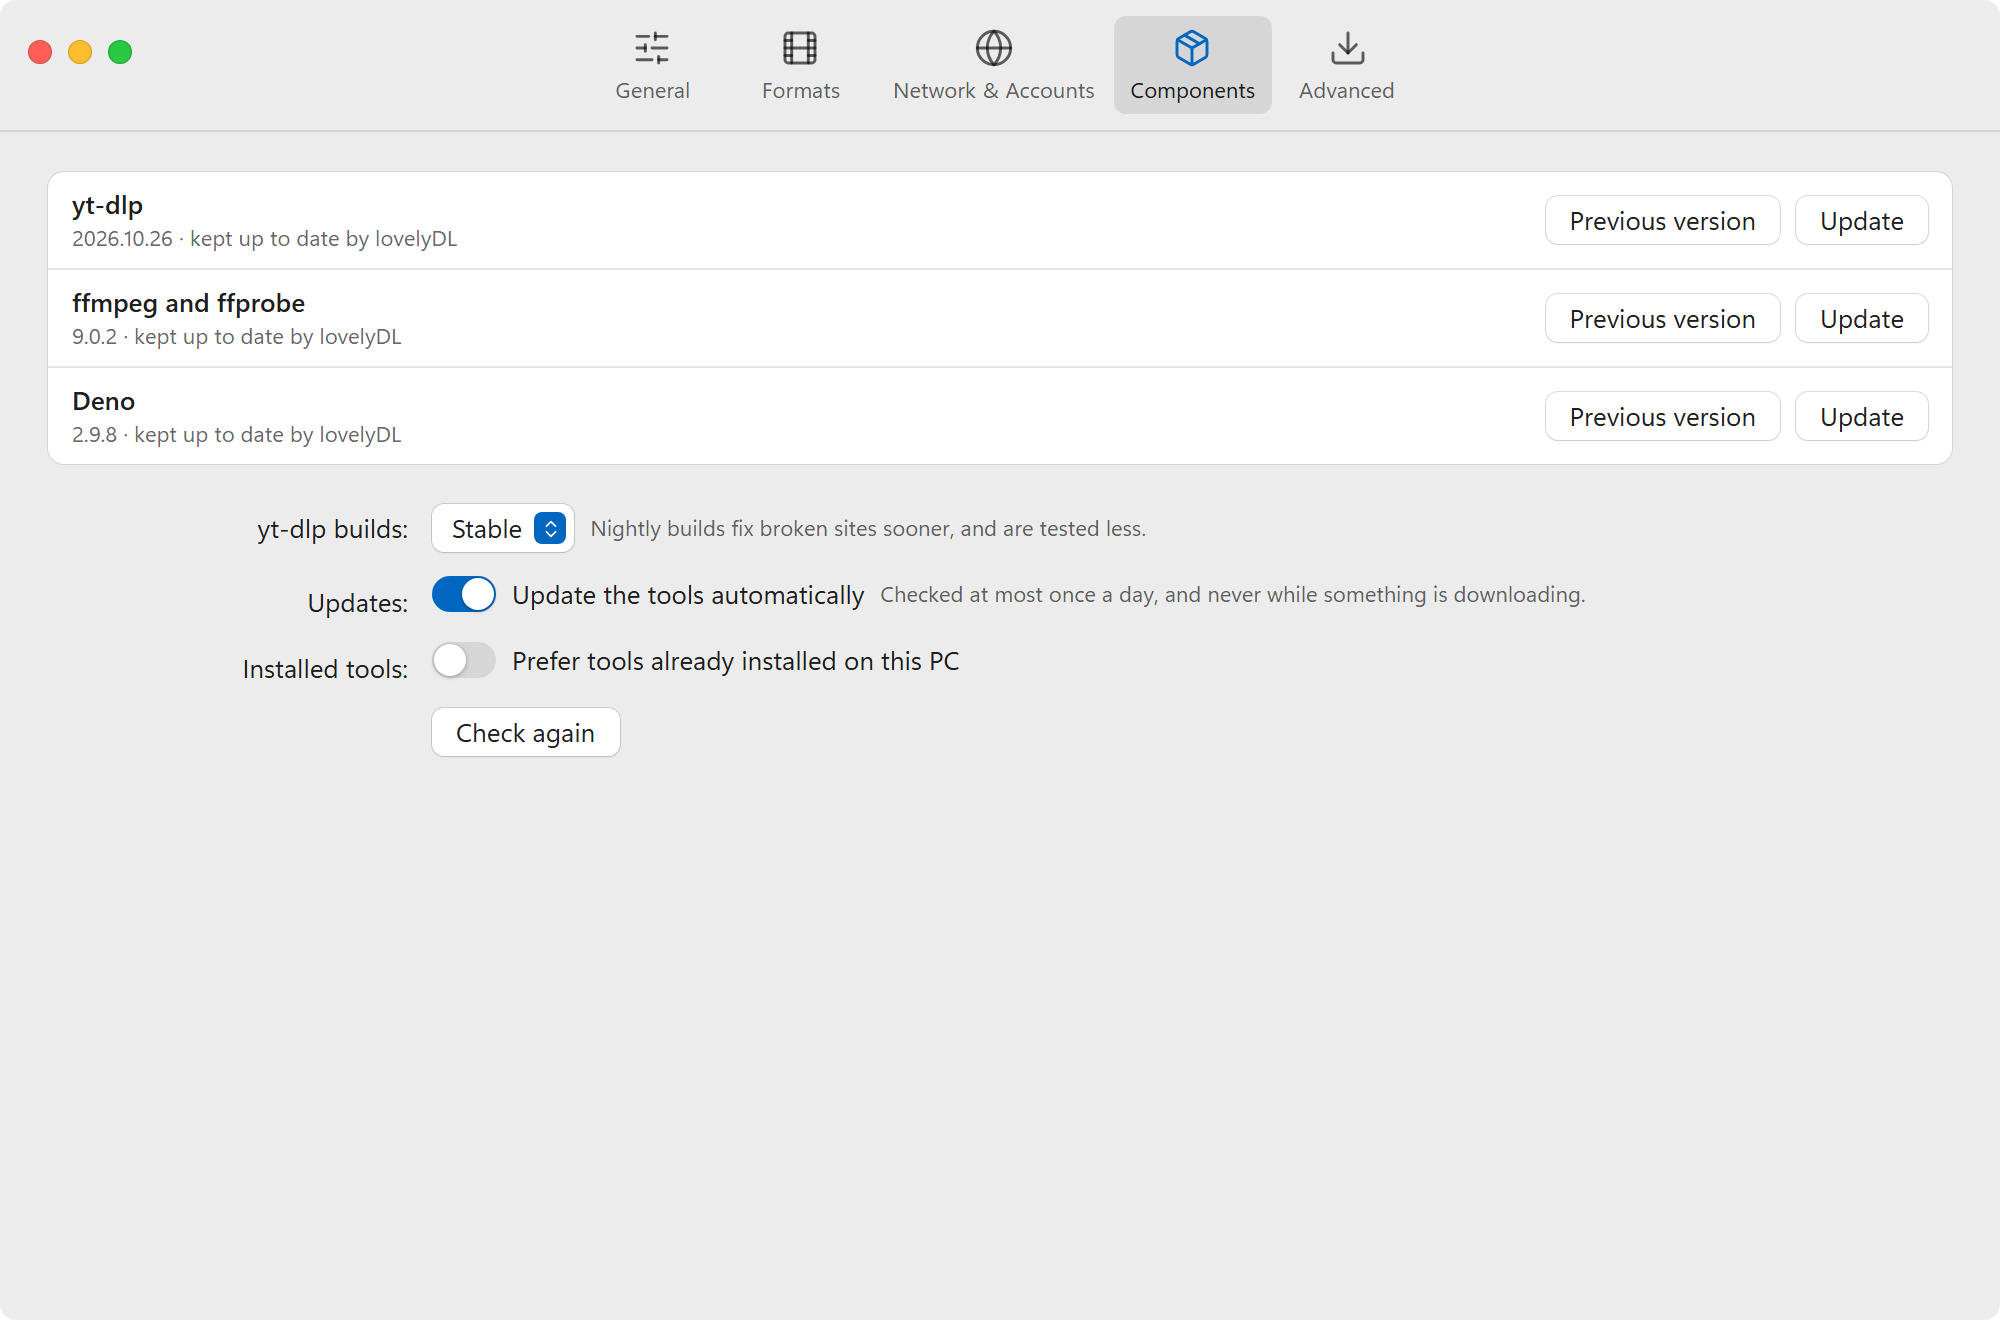 General
Formats
Network & Accounts
Components
Advanced
yt-dlp
2026.10.26 · kept up to date by lovelyDL
Previous version
Update
ffmpeg and ffprobe
9.0.2 · kept up to date by lovelyDL
Previous version
Update
Deno
2.9.8 · kept up to date by lovelyDL
Previous version
Update
yt-dlp builds:
Stable
Nightly builds fix broken sites sooner, and are tested less.
Updates:
Update the tools automatically
Checked at most once a day, and never while something is downloading.
Installed tools:
Prefer tools already installed on this PC
Check again